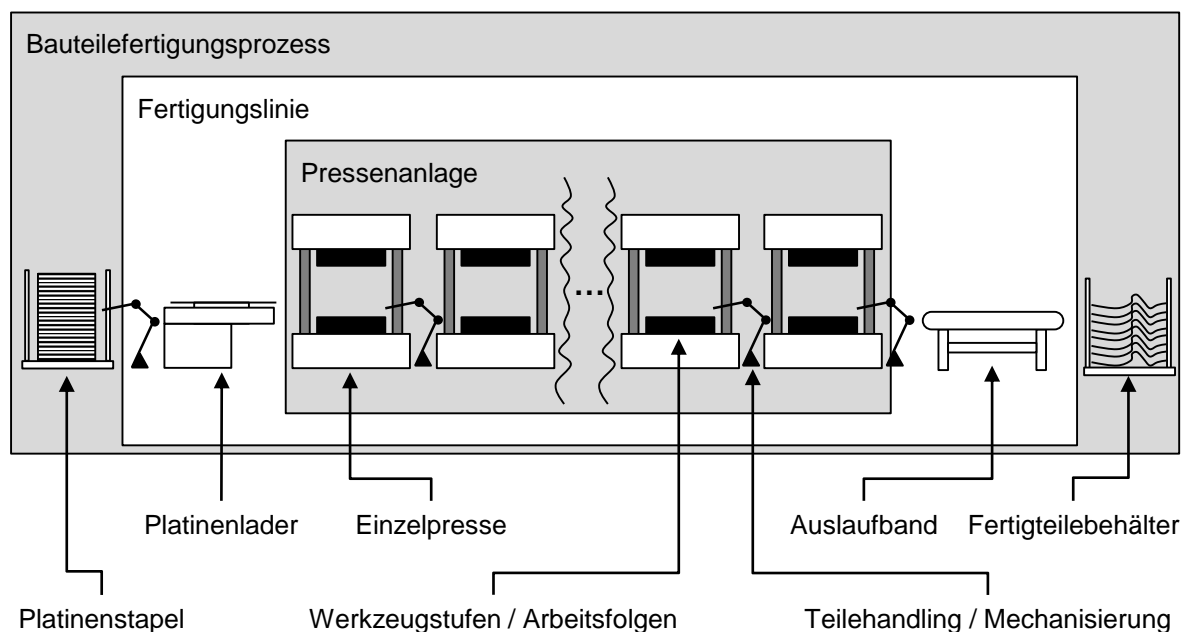 Bauteilefertigungsprozess
Fertigungslinie
Pressenanlage
...
Platinenlader
Einzelpresse
Auslaufband
Fertigteilebehälter
Platinenstapel
Werkzeugstufen / Arbeitsfolgen
Teilehandling / Mechanisierung